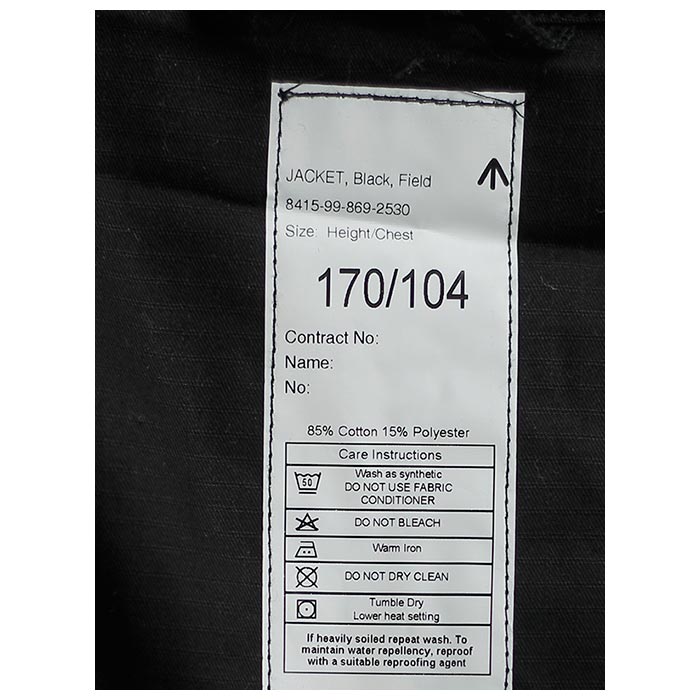 JACKET, Black, Field
8415-99-869-2530
Size: Height/Chest
170/104
Contract No:
Name:
No:
85% Cotton 15% Polyester
Care Instructions
50
Wash as synthetic
DO NOT USE FABRIC
CONDITIONER
DO NOT BLEACH
Warm Iron
DO NOT DRY CLEAN
Tumble Dry
Lower heat setting
If heavily soiled repeat wash. To
maintain water repellency, reproof
with a suitable reproofing agent